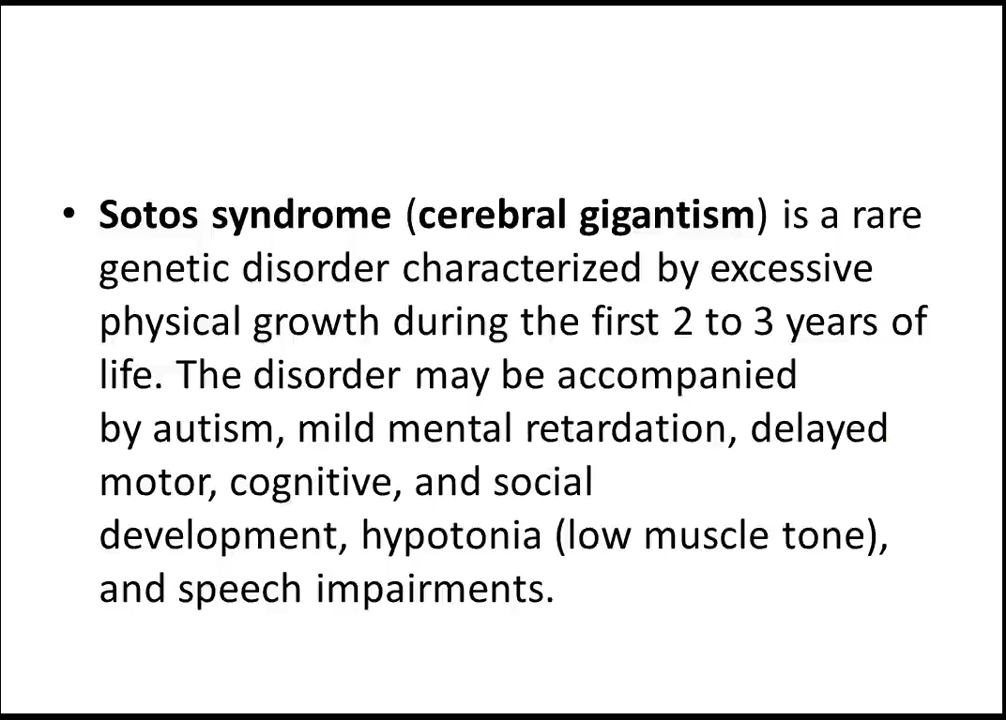 • Sotos syndrome (cerebral gigantism) is a rare
genetic disorder characterized by excessive
physical growth during the first 2 to 3 years of
life. The disorder may be accompanied
by autism, mild mental retardation, delayed
motor, cognitive, and social
development, hypotonia (low muscle tone),
and speech impairments.